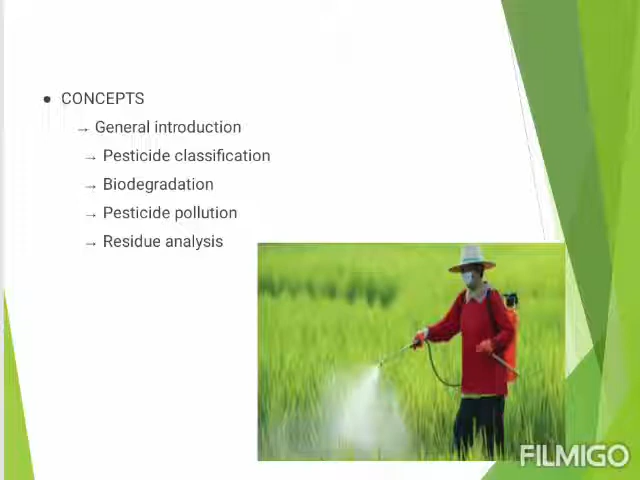 ● CONCEPTS
→ General introduction
→ Pesticide classification
→ Biodegradation
→ Pesticide pollution
→ Residue analysis
FILMIGO